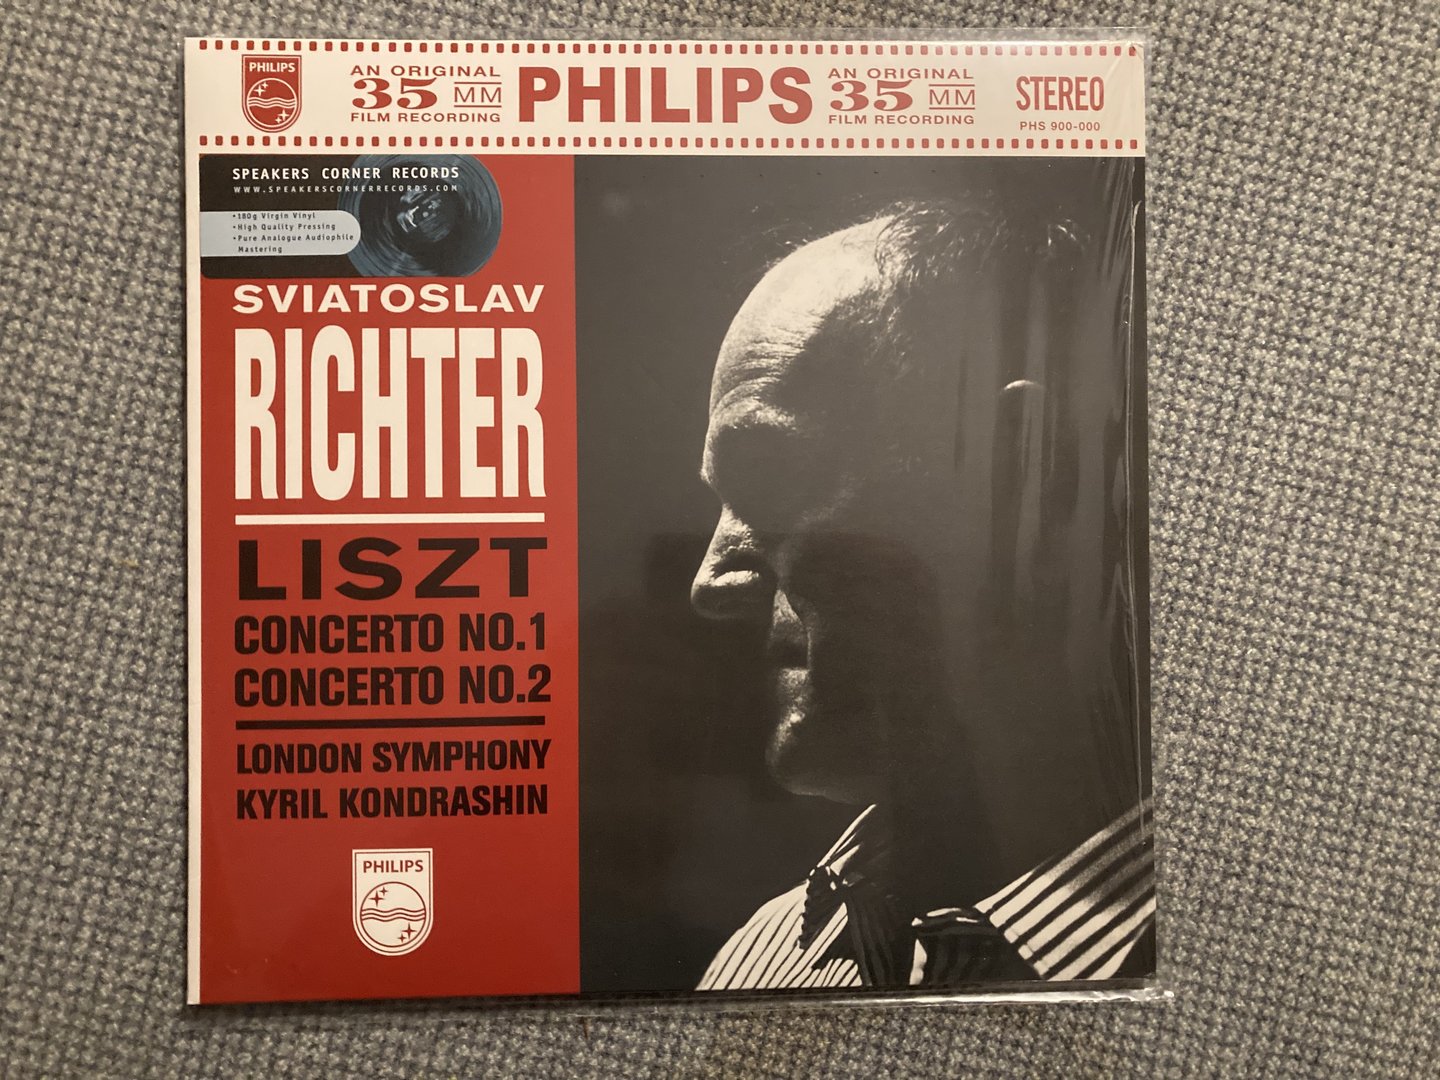 PHILIPS
AN ORIGINAL
35 MM
FILM RECORDING
PHILIPS
AN ORIGINAL
35 MM
FILM RECORDING
STEREO
PHS 900-000
SPEAKERS CORNER RECORDS
WWW.SPEAKERSCORNERRECORDS.COM
•180g Virgin Vinyl
•High Quality Pressing
•Pure Analogue Audiophile
Mastering
SVIATOSLAV
RICHTER
LISZT
CONCERTO NO.1
CONCERTO NO.2
LONDON SYMPHONY
KYRIL KONDRASHIN
PHILIPS